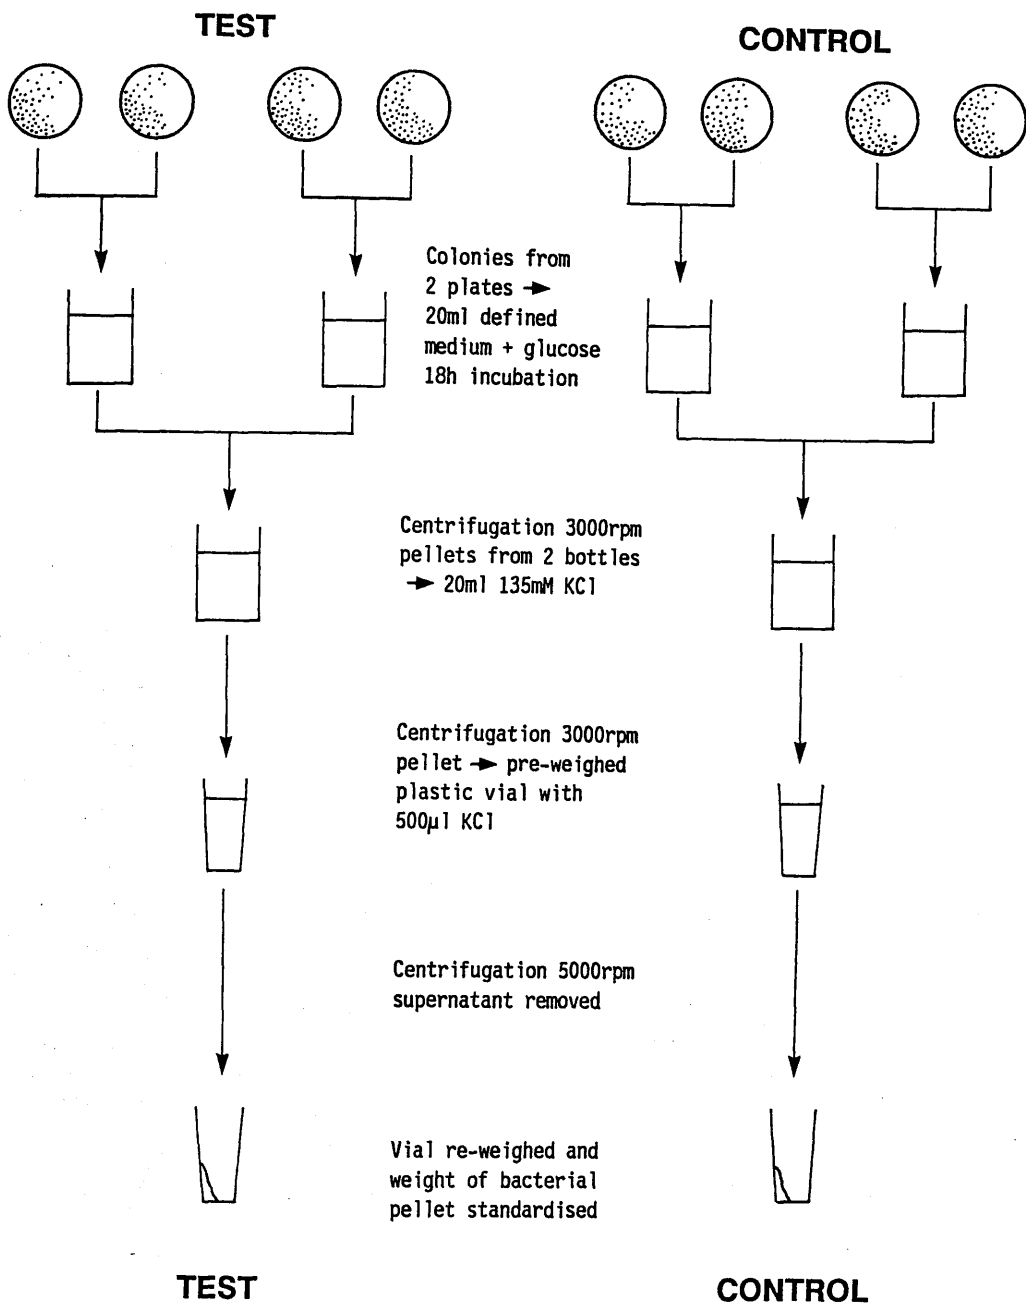 TEST
CONTROL
Colonies from
2 plates →
20ml defined
medium + glucose
18h incubation
Centrifugation 3000rpm
pellets from 2 bottles
→ 20ml 135mM KCl
Centrifugation 3000rpm
pellet → pre-weighed
plastic vial with
500µl KCl
Centrifugation 5000rpm
supernatant removed
Vial re-weighed and
weight of bacterial
pellet standardised
TEST
CONTROL